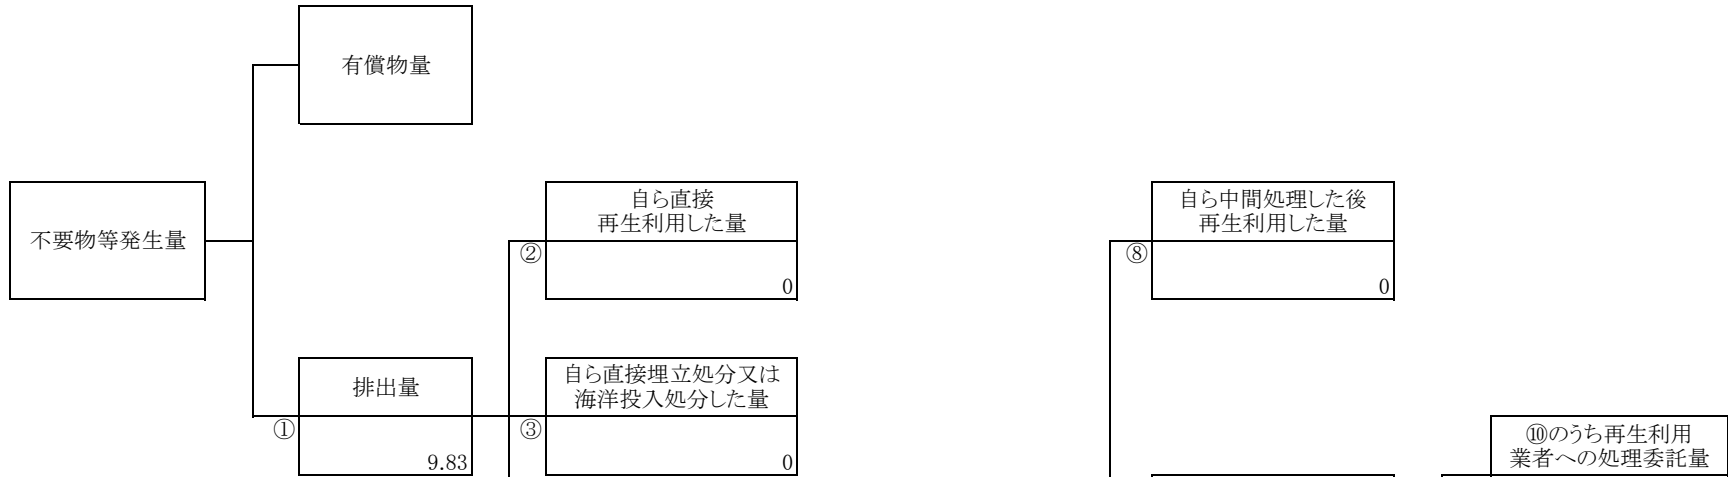 有償物量
不要物等発生量
自ら直接
再生利用した量
②
0
自ら中間処理した後
再生利用した量
⑧
0
排出量
①
9.83
自ら直接埋立処分又は
海洋投入処分した量
③
0
⑩のうち再生利用
業者への処理委託量